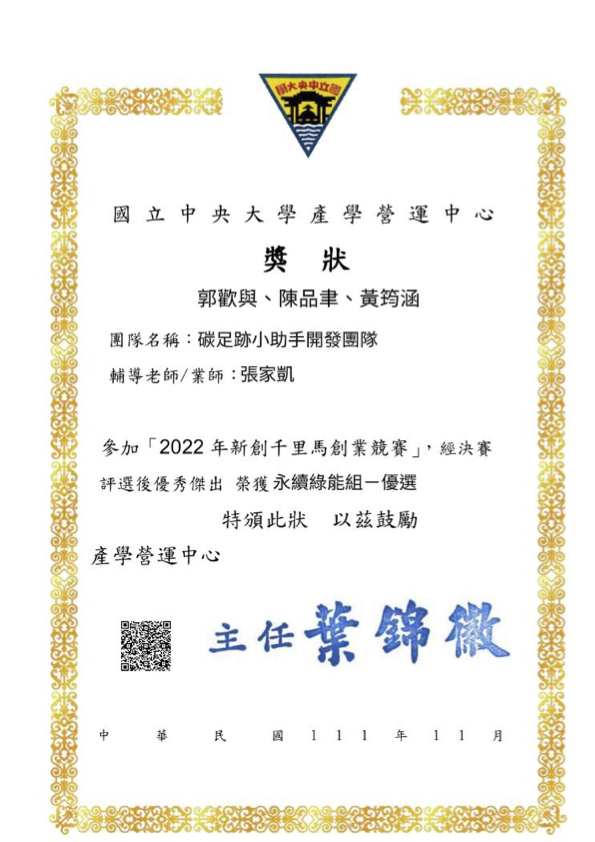 國立中央大學
國立中央大學產學營運中心
獎 狀
郭歡與、陳品聿、黃筠涵
團隊名稱：碳足跡小助手開發團隊
輔導老師/業師：張家凱
參加「2022 年新創千里馬創業競賽」，經決賽
評選後優秀傑出 榮獲永續綠能組－優選
特頒此狀 以茲鼓勵
產學營運中心
主任葉錦徽
中華民國111年11月